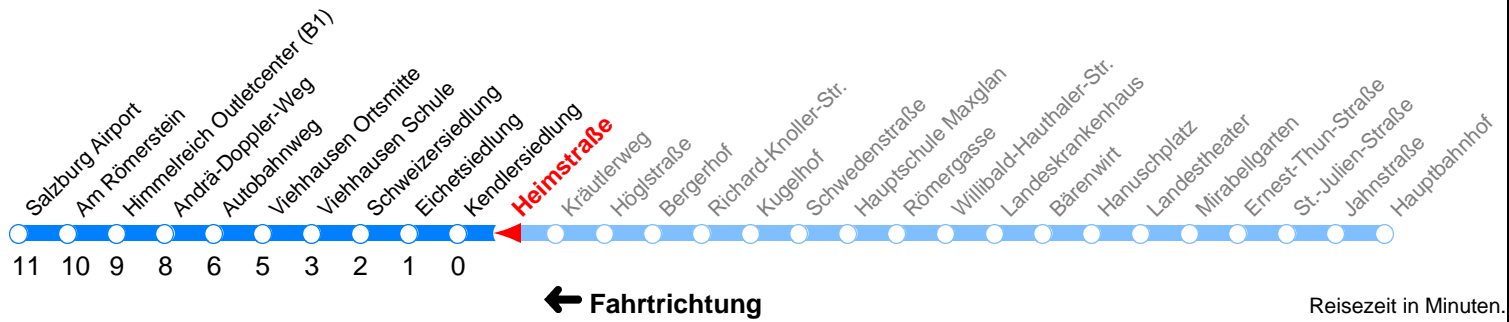 Salzburg Airport
Am Römerstein
Himmelreich Outletcenter (B1)
Andrä-Doppler-Weg
Autobahnweg
Viehhausen Ortsmitte
Viehhausen Schule
Schweizersiedlung
Eichetsiedlung
Kendlersiedlung
Heimstraße
Kräutlerweg
Höglstraße
Bergerhof
Richard-Knoller-Str.
Kugelhof
Schwedenstraße
Hauptschule Maxglan
Römergasse
Willibald-Hauthaler-Str.
Landeskrankenhaus
Bärenwirt
Hanuschplatz
Landestheater
Mirabellgarten
Ernest-Thun-Straße
St.-Julien-Straße
Jahnstraße
Hauptbahnhof
11 10 9 8 6 5 3 2 1 0
Fahrtrichtung
Reisezeit in Minuten.